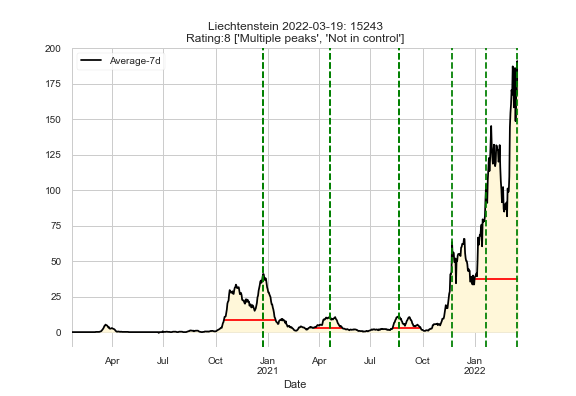 Liechtenstein 2022-03-19: 15243
Rating:8 ['Multiple peaks', 'Not in control']
Average-7d
200
175
150
125
100
75
50
25
0
Apr Jul Oct Jan Apr Jul Oct Jan
2021 2022
Date